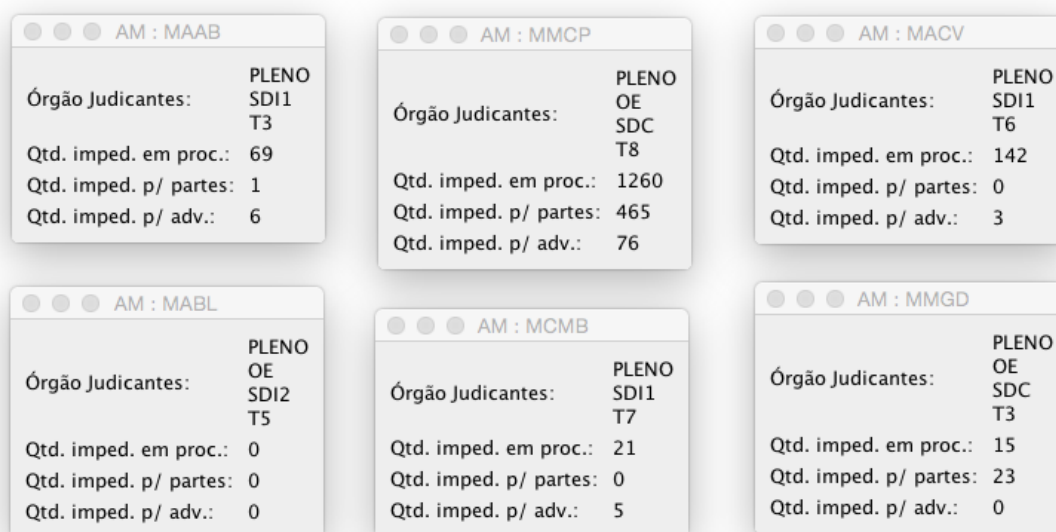 AM : MAAB
Órgão Judicantes:
PLENO
SDI1
T3
Qtd. imped. em proc.: 69
Qtd. imped. p/ partes: 1
Qtd. imped. p/ adv.: 6
AM : MMCP
Órgão Judicantes:
PLENO
OE
SDC
T8
Qtd. imped. em proc.: 1260
Qtd. imped. p/ partes: 465
Qtd. imped. p/ adv.: 76
AM : MACV
Órgão Judicantes:
PLENO
SDI1
T6
Qtd. imped. em proc.: 142
Qtd. imped. p/ partes: 0
Qtd. imped. p/ adv.: 3
AM : MABL
Órgão Judicantes:
PLENO
OE
SDI2
T5
Qtd. imped. em proc.: 0
Qtd. imped. p/ partes: 0
Qtd. imped. p/ adv.: 0
AM : MCMB
Órgão Judicantes:
PLENO
SDI1
T7
Qtd. imped. em proc.: 21
Qtd. imped. p/ partes: 0
Qtd. imped. p/ adv.: 5
AM : MMGD
Órgão Judicantes:
PLENO
OE
SDC
T3
Qtd. imped. em proc.: 15
Qtd. imped. p/ partes: 23
Qtd. imped. p/ adv.: 0